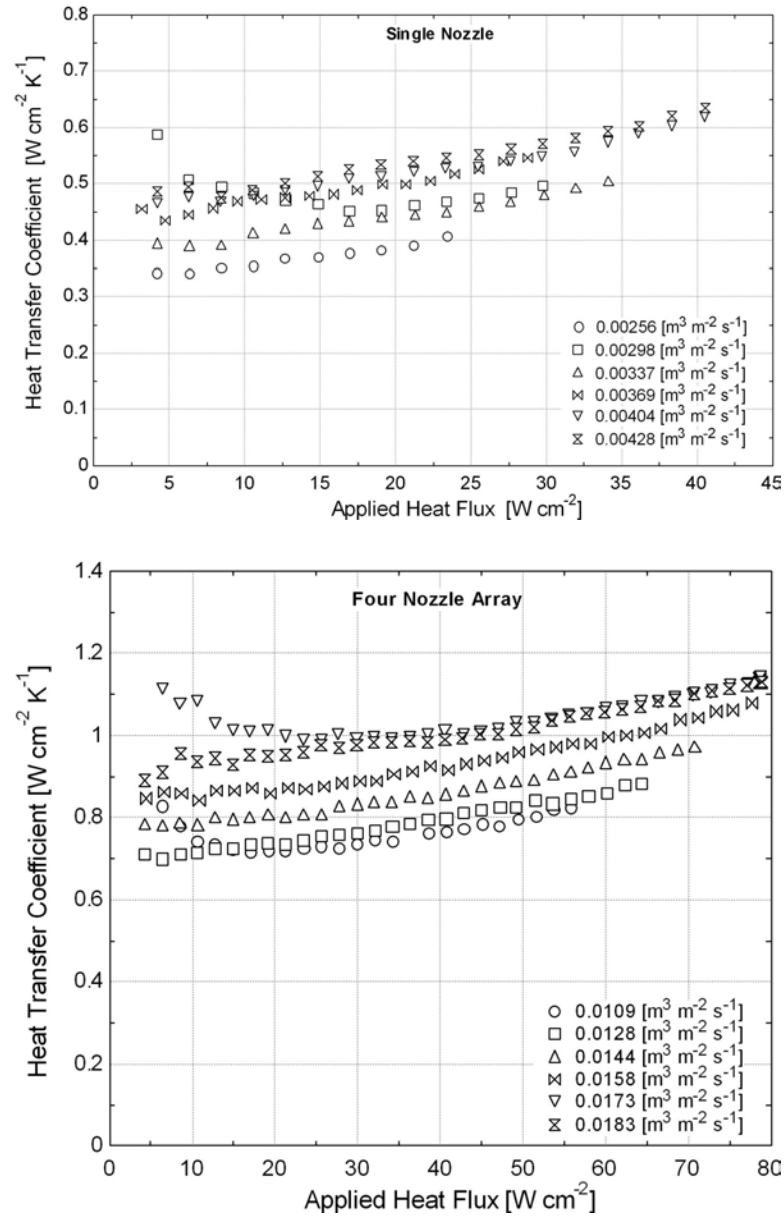 Single Nozzle
Heat Transfer Coefficient [W cm⁻² K⁻¹]
0.8
0.7
0.6
0.5
0.4
0.3
0.2
0.1
0
0 5 10 15 20 25 30 35 40 45
Applied Heat Flux [W cm⁻²]
0.00256 [m³ m⁻² s⁻¹]
0.00298 [m³ m⁻² s⁻¹]
0.00337 [m³ m⁻² s⁻¹]
0.00369 [m³ m⁻² s⁻¹]
0.00404 [m³ m⁻² s⁻¹]
0.00428 [m³ m⁻² s⁻¹]
Four Nozzle Array
Heat Transfer Coefficient [W cm⁻² K⁻¹]
1.4
1.2
1
0.8
0.6
0.4
0.2
0
0 10 20 30 40 50 60 70 80
Applied Heat Flux [W cm⁻²]
0.0109 [m³ m⁻² s⁻¹]
0.0128 [m³ m⁻² s⁻¹]
0.0144 [m³ m⁻² s⁻¹]
0.0158 [m³ m⁻² s⁻¹]
0.0173 [m³ m⁻² s⁻¹]
0.0183 [m³ m⁻² s⁻¹]